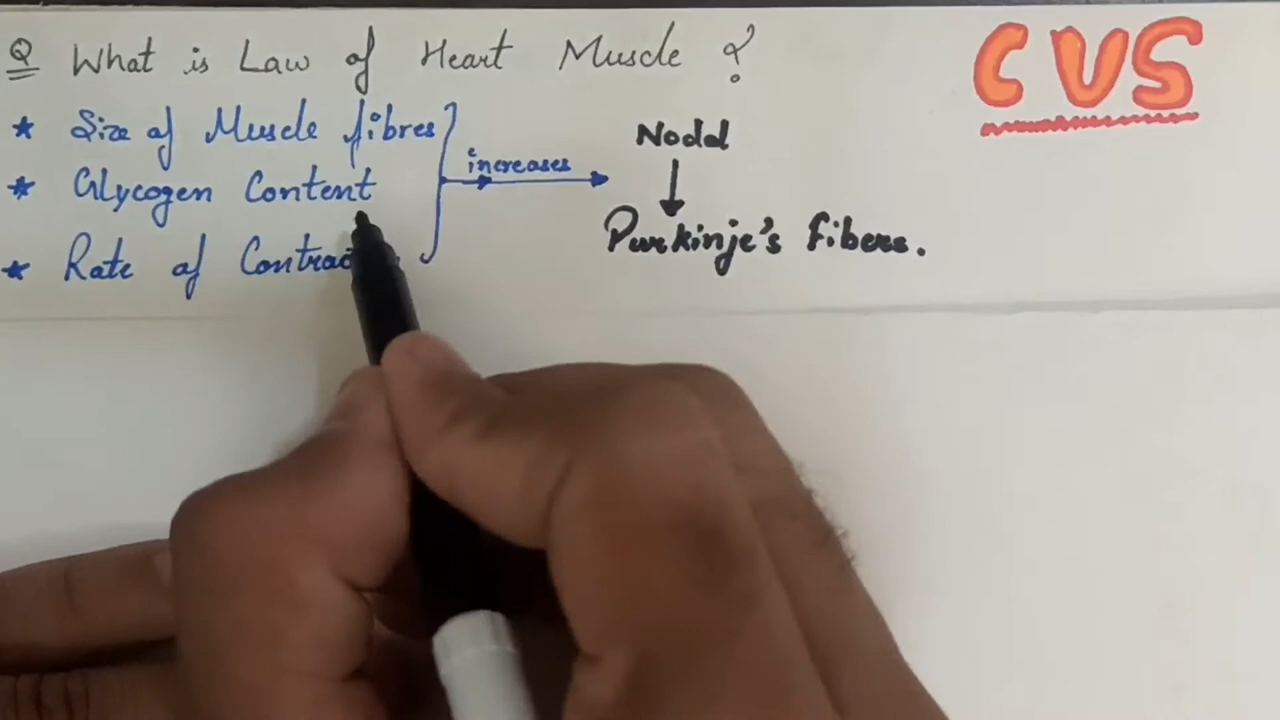 Q What is Law of Heart Muscle ?
CVS
★ Size of Muscle fibres
★ Glycogen Content
★ Rate of
increases
Nodal
Purkinje's Fibers.